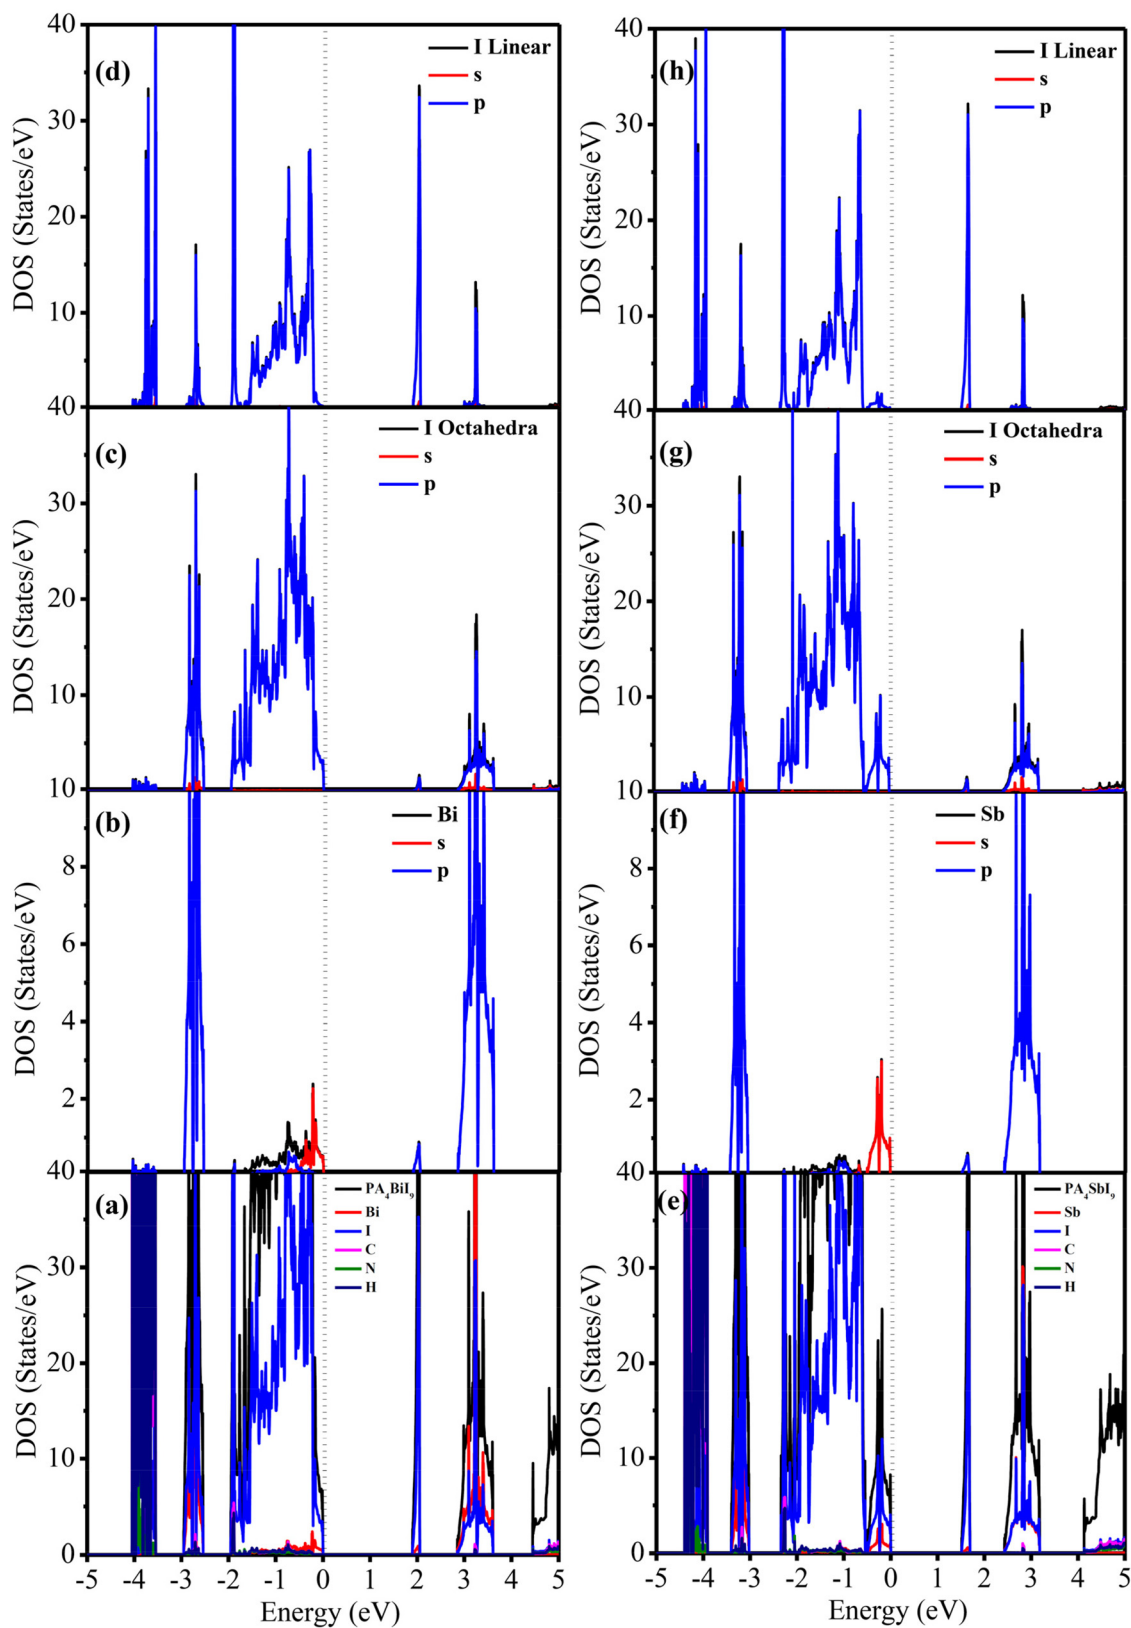 40
30
20
10
40
DOS (States/eV)
(d)
I Linear
s
p
40
30
20
10
40
DOS (States/eV)
(h)
I Linear
s
p
30
20
10
10
DOS (States/eV)
(c)
I Octahedra
s
p
30
20
10
10
DOS (States/eV)
(g)
I Octahedra
s
p
8
6
4
2
40
DOS (States/eV)
(b)
Bi
s
p
8
6
4
2
40
DOS (States/eV)
(f)
Sb
s
p
30
20
10
0
DOS (States/eV)
(a)
PA₄BiI₉
Bi
I
C
N
H
30
20
10
0
DOS (States/eV)
(e)
PA₄SbI₉
Sb
I
C
N
H
-5 -4 -3 -2 -1 0 1 2 3 4 5
Energy (eV)
-5 -4 -3 -2 -1 0 1 2 3 4 5
Energy (eV)